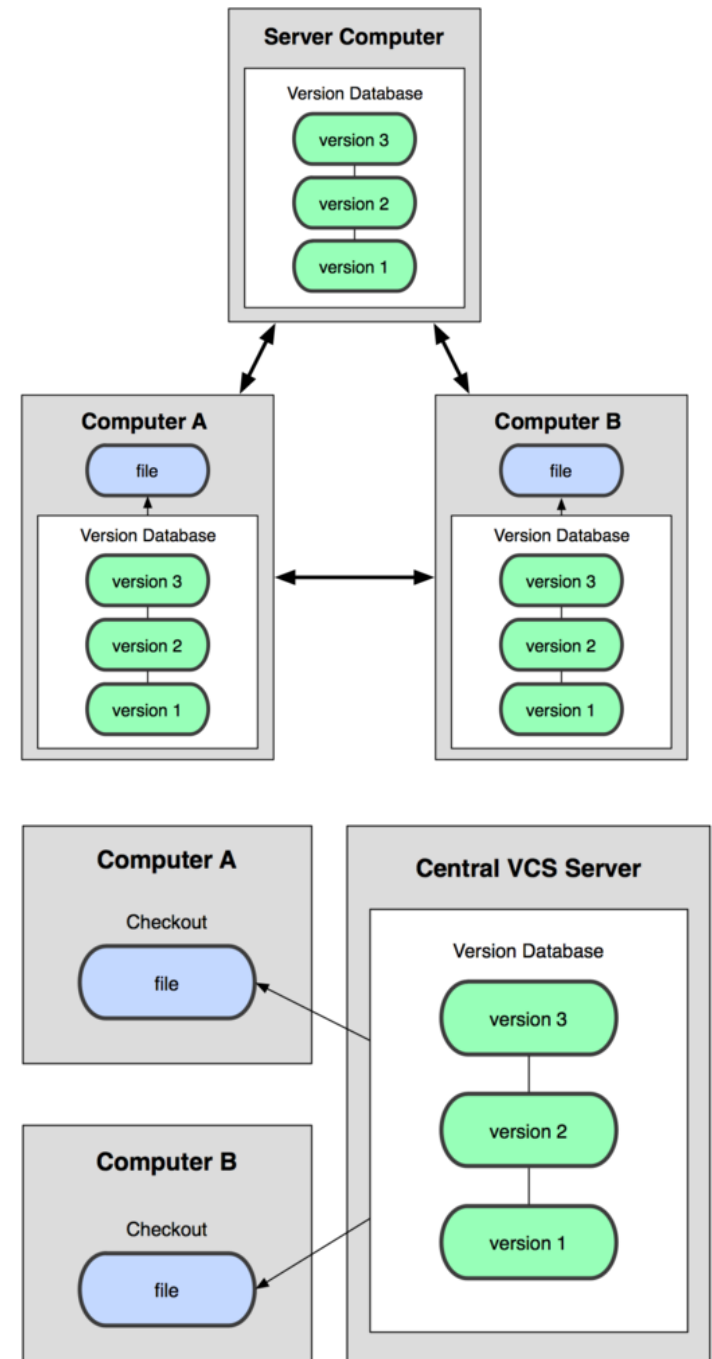 Server Computer
Version Database
version 3
version 2
version 1
Computer A
file
Version Database
version 3
version 2
version 1
Computer B
file
Version Database
version 3
version 2
version 1
Computer A
Checkout
file
Computer B
Checkout
file
Central VCS Server
Version Database
version 3
version 2
version 1